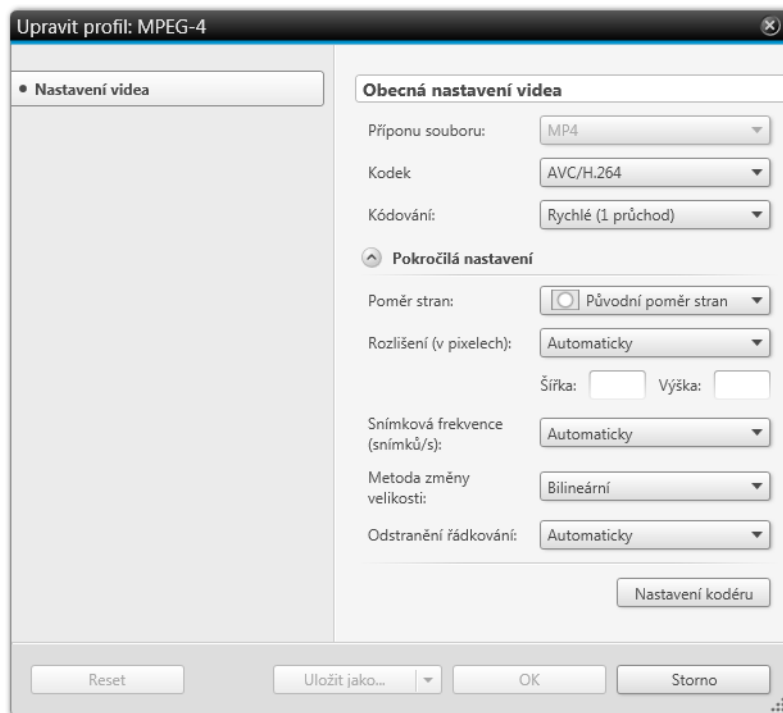 Upravit profil: MPEG-4
Nastavení videa
Obecná nastavení videa
Příponu souboru: MP4
Kodek AVC/H.264
Kódování: Rychlé (1 průchod)
Pokročilá nastavení
Poměr stran: Původní poměr stran
Rozlišení (v pixelech): Automaticky
Šířka: Výška:
Snímková frekvence
(snímků/s): Automaticky
Metoda změny
velikosti: Bilineární
Odstranění řádkování: Automaticky
Nastavení kodéru
Reset Uložit jako... OK Storno